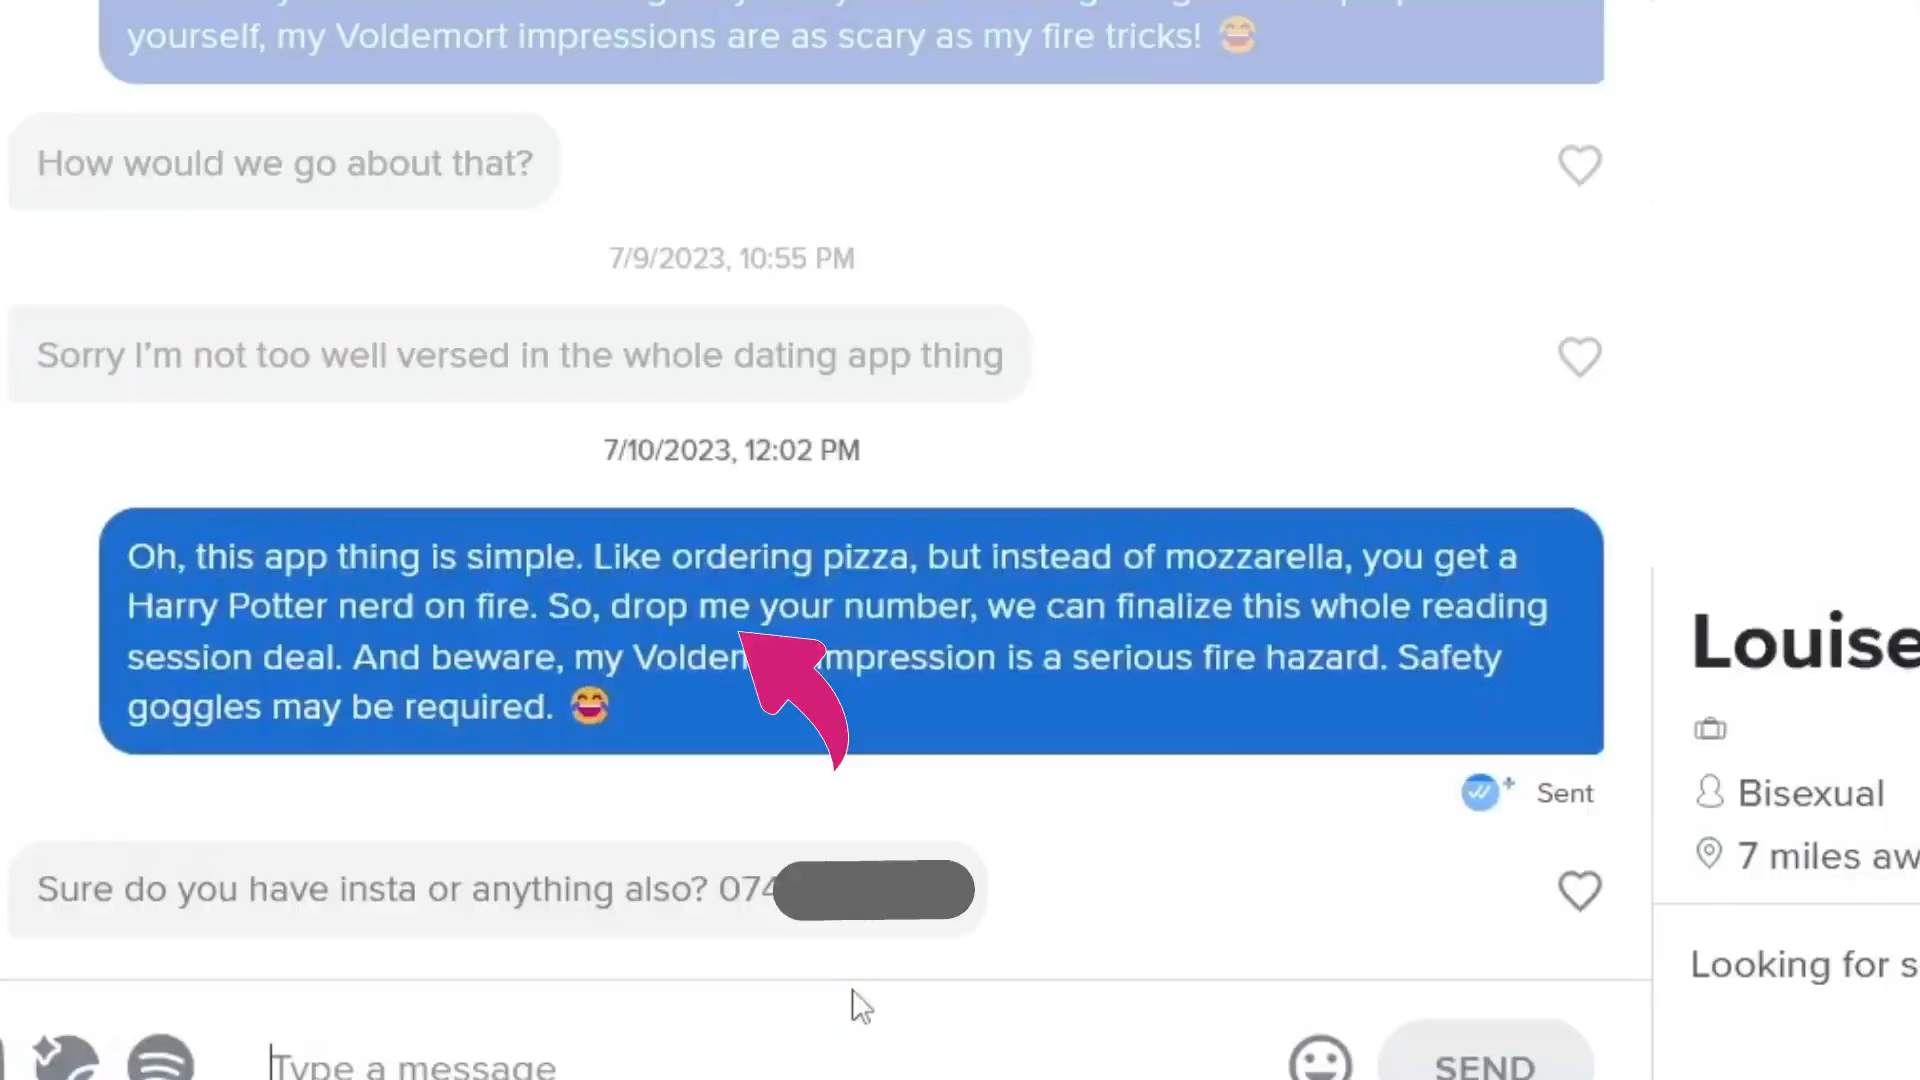 yourself, my Voldemort impressions are as scary as my fire tricks! 😂
How would we go about that?
7/9/2023, 10:55 PM
Sorry I'm not too well versed in the whole dating app thing
7/10/2023, 12:02 PM
Oh, this app thing is simple. Like ordering pizza, but instead of mozzarella, you get a
Harry Potter nerd on fire. So, drop me your number, we can finalize this whole reading
session deal. And beware, my Volde impression is a serious fire hazard. Safety
goggles may be required. 😂
Sent
Sure do you have insta or anything also? 074
Type a message
SEND
Louise
Bisexual
7 miles aw
Looking for s